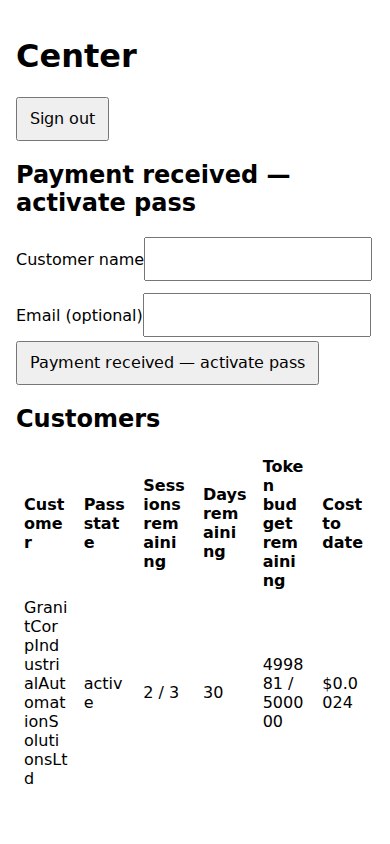 Center
Sign out
Payment received —
activate pass
Customer name
Email (optional)
Payment received — activate pass
Customers
Cust
ome
r
Pass
stat
e
Sess
ions
rem
aini
ng
Days
rem
aini
ng
Toke
n
bud
get
rem
aini
ng
Cost
to
date
Grani
tCor
pInd
ustri
alAut
omat
ionS
oluti
onsLt
d
activ
e
2 / 3
30
4998
81 /
5000
00
$0.0
024